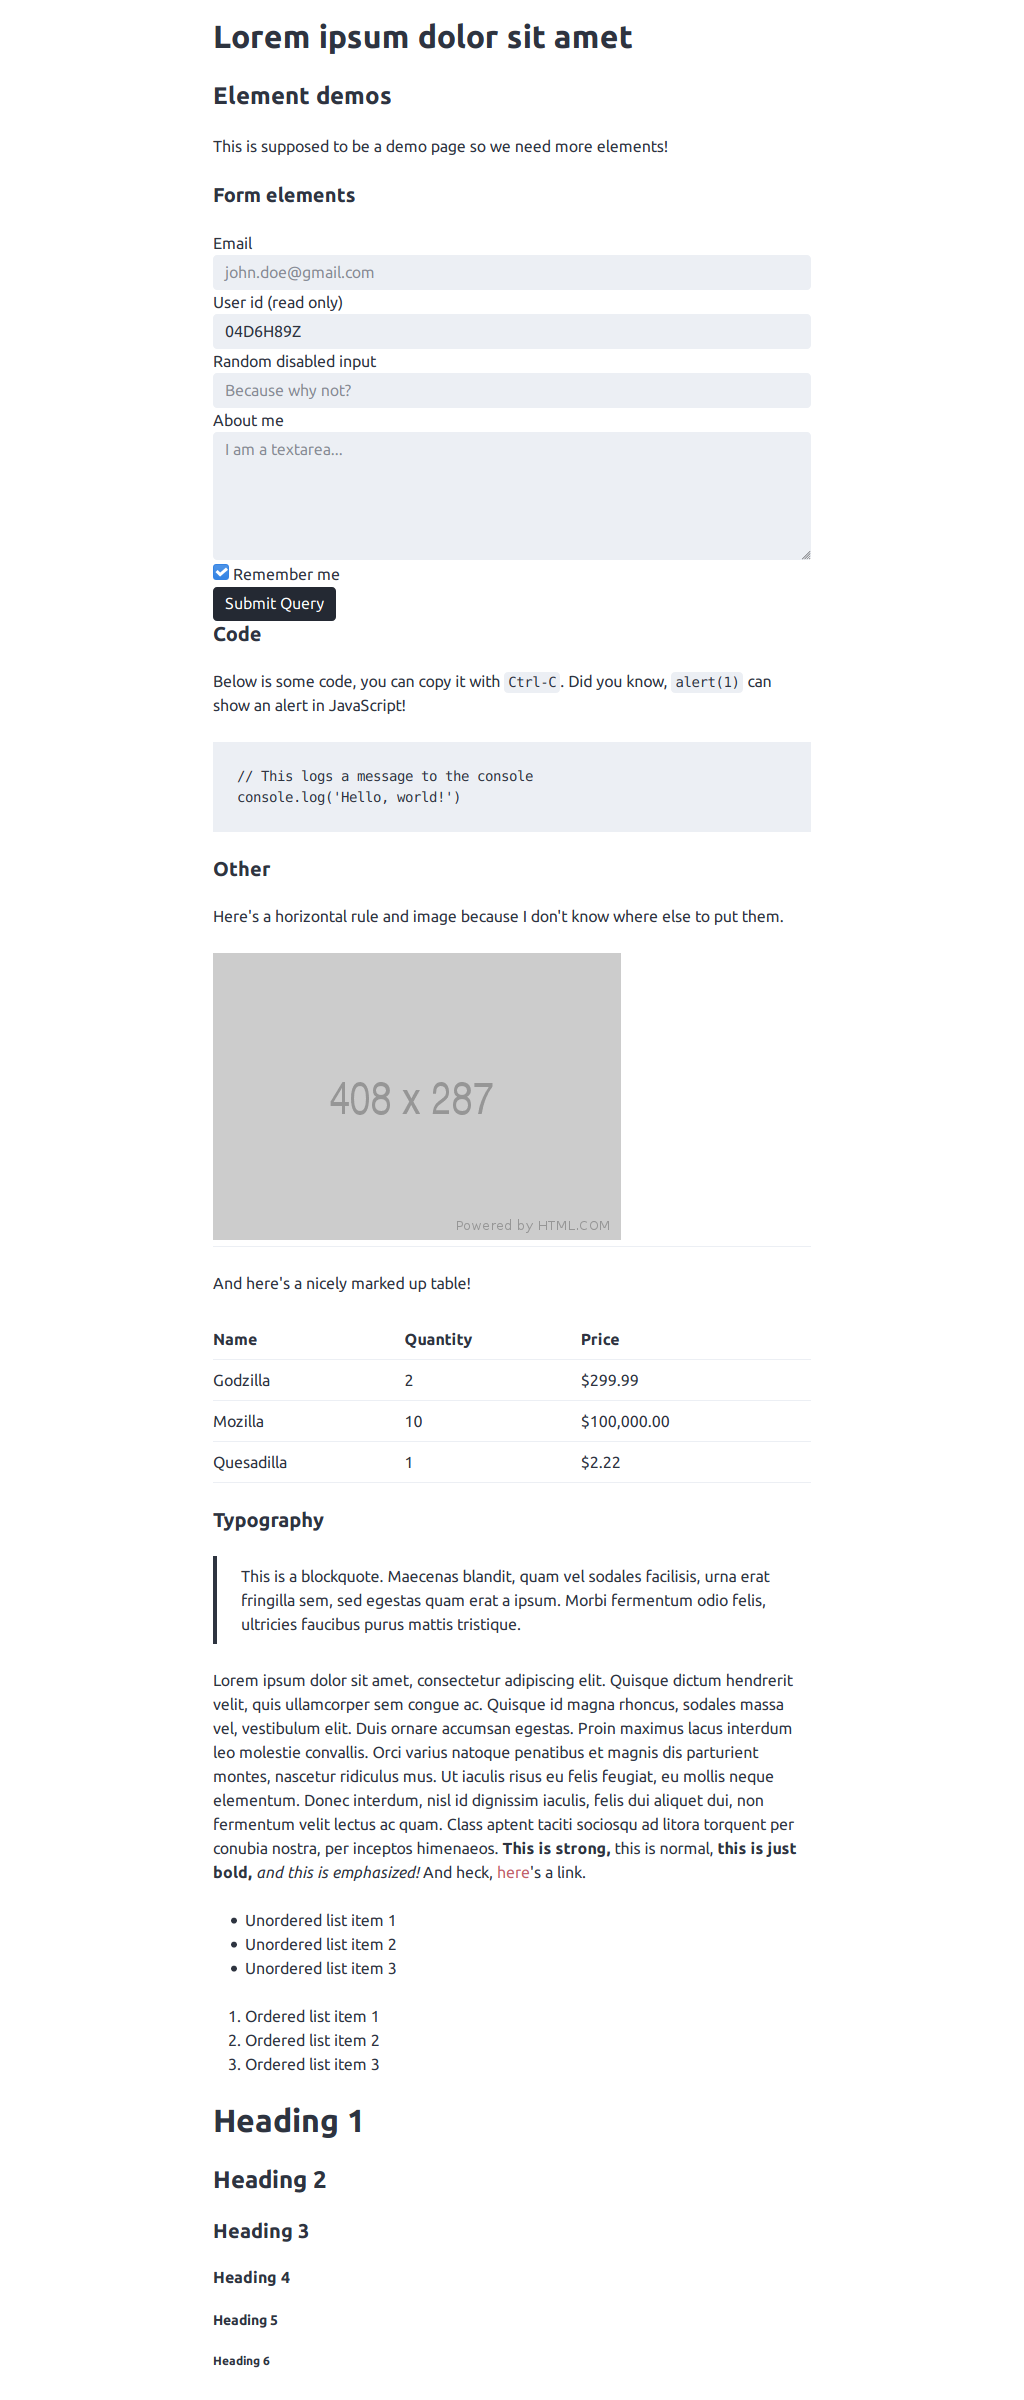 Lorem ipsum dolor sit amet
Element demos
This is supposed to be a demo page so we need more elements!
Form elements
Email
john.doe@gmail.com
User id (read only)
04D6H89Z
Random disabled input
Because why not?
About me
I am a textarea...
Remember me
Submit Query
Code
Below is some code, you can copy it with Ctrl-C. Did you know, alert(1) can
show an alert in JavaScript!
// This logs a message to the console
console.log('Hello, world!')
Other
Here's a horizontal rule and image because I don't know where else to put them.
408 x 287
Powered by HTML.COM
And here's a nicely marked up table!
Name Quantity Price
Godzilla 2 $299.99
Mozilla 10 $100,000.00
Quesadilla 1 $2.22
Typography
This is a blockquote. Maecenas blandit, quam vel sodales facilisis, urna erat
fringilla sem, sed egestas quam erat a ipsum. Morbi fermentum odio felis,
ultricies faucibus purus mattis tristique.
Lorem ipsum dolor sit amet, consectetur adipiscing elit. Quisque dictum hendrerit
velit, quis ullamcorper sem congue ac. Quisque id magna rhoncus, sodales massa
vel, vestibulum elit. Duis ornare accumsan egestas. Proin maximus lacus interdum
leo molestie convallis. Orci varius natoque penatibus et magnis dis parturient
montes, nascetur ridiculus mus. Ut iaculis risus eu felis feugiat, eu mollis neque
elementum. Donec interdum, nisl id dignissim iaculis, felis dui aliquet dui, non
fermentum velit lectus ac quam. Class aptent taciti sociosqu ad litora torquent per
conubia nostra, per inceptos himenaeos. This is strong, this is normal, this is just
bold, and this is emphasized! And heck, here's a link.
• Unordered list item 1
• Unordered list item 2
• Unordered list item 3
1. Ordered list item 1
2. Ordered list item 2
3. Ordered list item 3
Heading 1
Heading 2
Heading 3
Heading 4
Heading 5
Heading 6